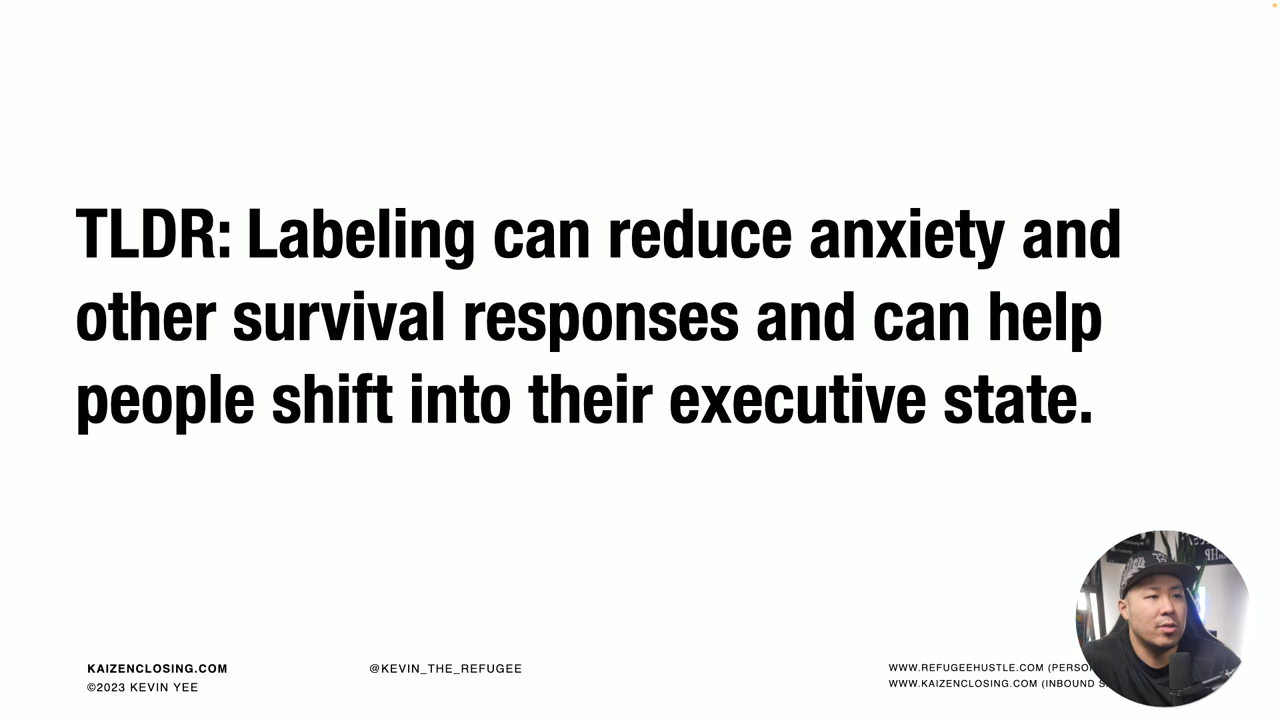 TLDR: Labeling can reduce anxiety and
other survival responses and can help
people shift into their executive state.
KAIZENCLOSING.COM
©2023 KEVIN YEE
@KEVIN_THE_REFUGEE
WWW.REFUGEEHUSTLE.COM
WWW.KAIZENCLOSING.COM (INBOUND